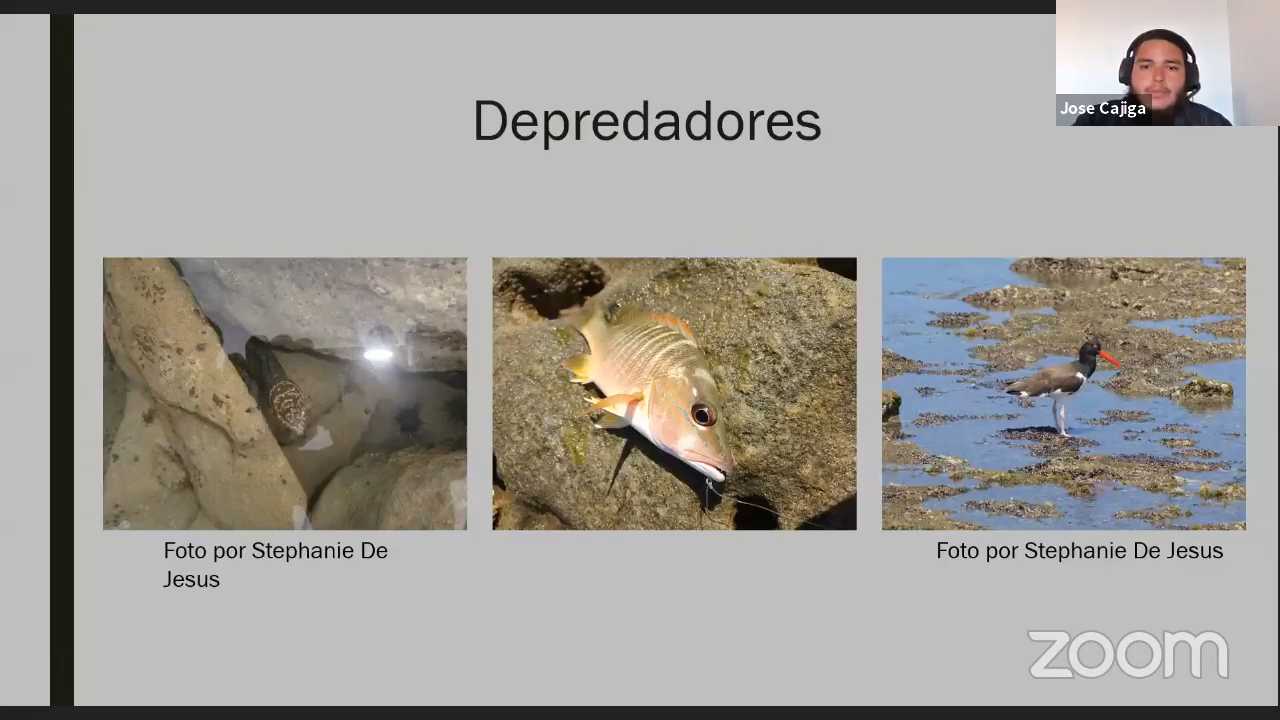 Jose Cajiga
Depredadores
Foto por Stephanie De
Jesus
Foto por Stephanie De Jesus
zoom